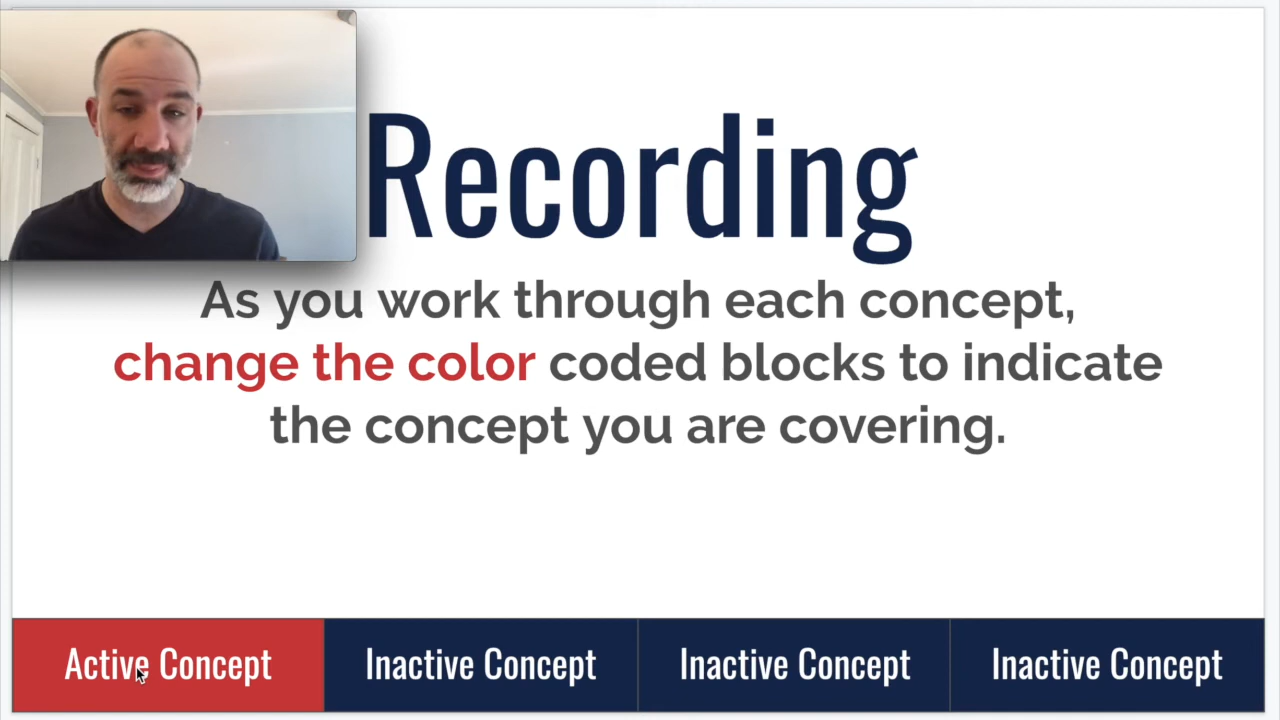 Recording
As you work through each concept,
change the color coded blocks to indicate
the concept you are covering.
Active Concept
Inactive Concept
Inactive Concept
Inactive Concept